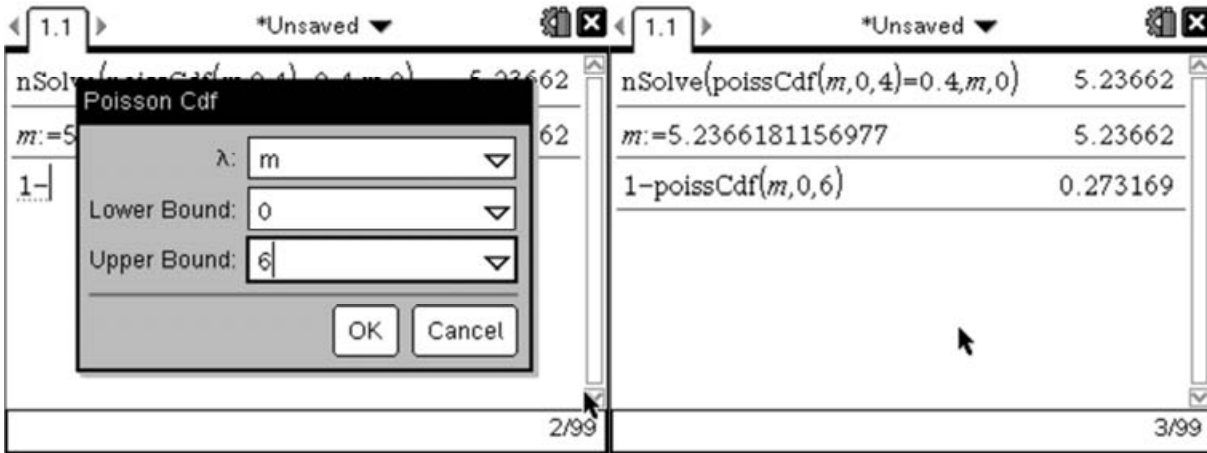 1.1 *Unsaved
nSolve(poissCdf(m,0,4)=0.4,m,0) 5.23662
Poisson Cdf
m:=5 62
λ: m
1-
Lower Bound: 0
Upper Bound: 6
OK Cancel
2/99
1.1 *Unsaved
nSolve(poissCdf(m,0,4)=0.4,m,0) 5.23662
m:=5.2366181156977 5.23662
1-poissCdf(m,0,6) 0.273169
3/99